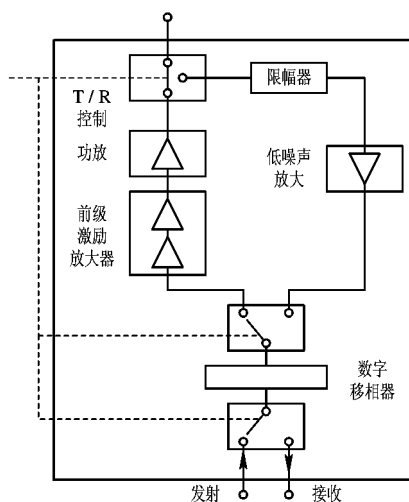 限幅器
T / R
控制
功放
低噪声
放大
前级
激励
放大器
数字
移相器
发射
接收